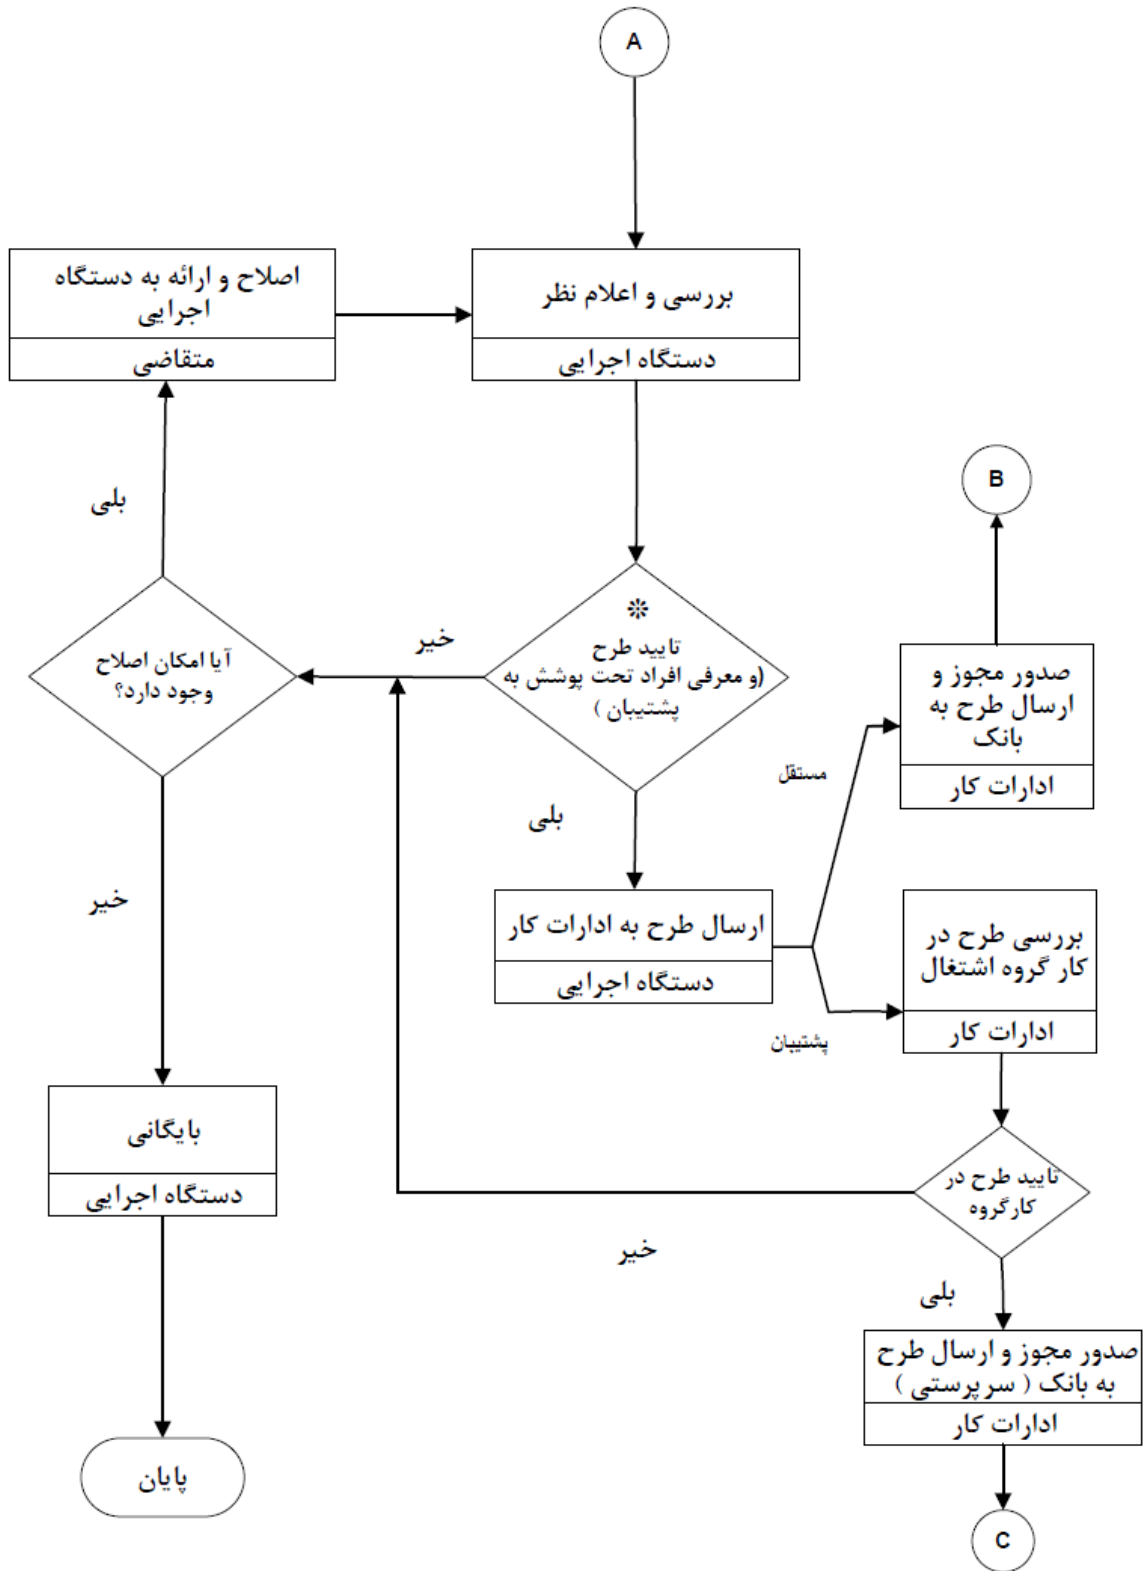 A
اصلاح و ارائه به دستگاه
اجرایی
متقاضی
بررسی و اعلام نظر
دستگاه اجرایی
بلی
B
❊
تایید طرح
(و معرفی افراد تحت پوشش به
پشتیبان )
خیر
آیا امکان اصلاح
وجود دارد؟
صدور مجوز و
ارسال طرح به
بانک
ادارات کار
مستقل
بلی
خیر
ارسال طرح به ادارات کار
دستگاه اجرایی
بررسی طرح در
کار گروه اشتغال
ادارات کار
پشتیبان
بایگانی
دستگاه اجرایی
تایید طرح در
کارگروه
خیر
بلی
صدور مجوز و ارسال طرح
به بانک ( سرپرستی )
ادارات کار
پایان
C